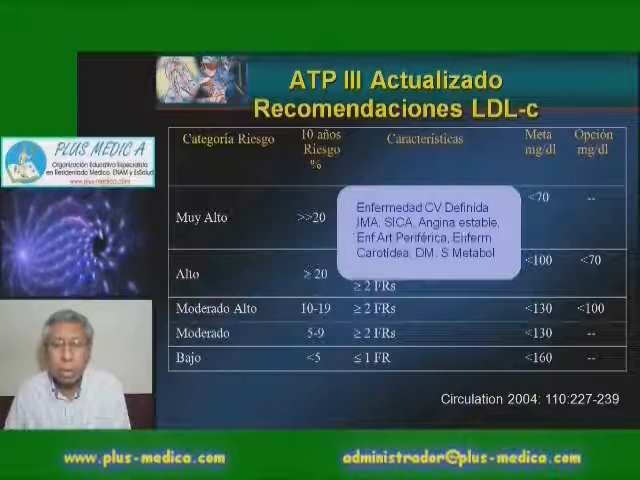 ATP III Actualizado
Recomendaciones LDL-c
PLUS MEDIC A
Organización Educativa Especialista
en Residentado Medico, ENAM y EsSalud
www.plus-medica.com
Categoría Riesgo 10 años Riesgo % Características Meta mg/dl Opción mg/dl
Muy Alto >>20 <70 --
Enfermedad CV Definida
IMA, SICA, Angina estable,
Enf Art Periférica, Enferm
Carotídea, DM. S Metabol
Alto ≥ 20 ≥ 2 FRs <100 <70
Moderado Alto 10-19 ≥ 2 FRs <130 <100
Moderado 5-9 ≥ 2 FRs <130 --
Bajo <5 ≤ 1 FR <160 --
Circulation 2004: 110:227-239
www.plus-medica.com administrador@plus-medica.com